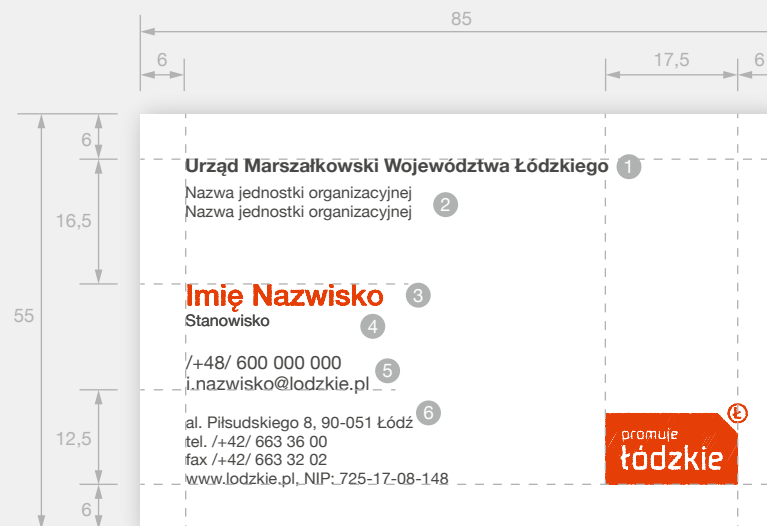 85
6
17,5
6
6
Urząd Marszałkowski Województwa Łódzkiego 1
Nazwa jednostki organizacyjnej
Nazwa jednostki organizacyjnej
2
16,5
Imię Nazwisko 3
55
Stanowisko
4
/+48/ 600 000 000
5
i.nazwisko@lodzkie.pl
6
al. Piłsudskiego 8, 90-051 Łódź
12,5
tel. /+42/ 663 36 00
fax /+42/ 663 32 02
www.lodzkie.pl, NIP: 725-17-08-148
Ł
promuje
łódzkie
6